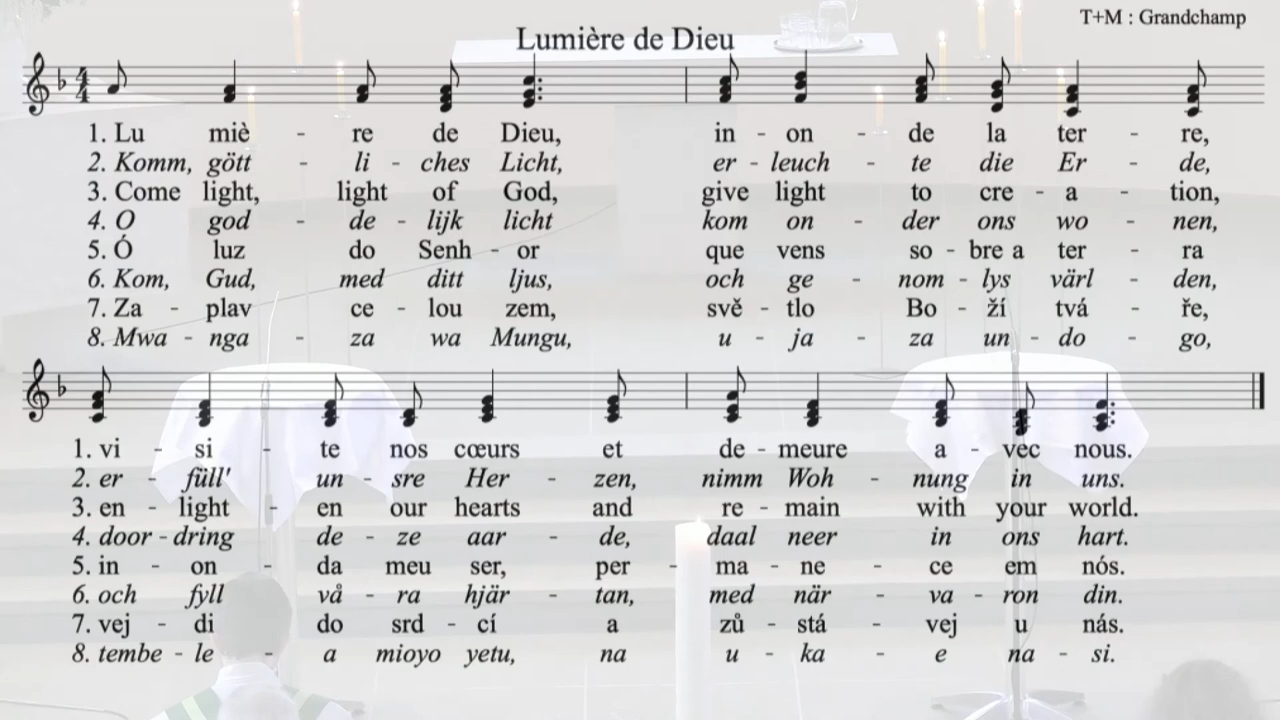 T+M : Grandchamp
Lumière de Dieu
4
4
1. Lu miè - re de Dieu, in - on - de la ter - re,
2. Komm, gött - li - ches Licht, er - leuch - te die Er - de,
3. Come light, light of God, give light to cre - a - tion,
4. O god - de - lijk licht kom on - der ons wo - nen,
5. Ó luz do Senh - or que vens so - bre a ter - ra
6. Kom, Gud, med ditt ljus, och ge - nom - lys värl - den,
7. Za - plav ce - lou zem, svě - tlo Bo - ží tvá - ře,
8. Mwa - nga - za wa Mungu, u - ja - za un - do - go,
1. vi - si - te nos cœurs et de - meure a - vec nous.
2. er - füll' un - sre Her - zen, nimm Woh - nung in uns.
3. en - light - en our hearts and re - main with your world.
4. door - dring de - ze aar - de, daal neer in ons hart.
5. in - on - da meu ser, per - ma - ne - ce em nós.
6. och fyll vå - ra hjär - tan, med när - va - ron din.
7. vej - di do srd - cí a zů - stá - vej u nás.
8. tembe - le - a mioyo yetu, na u - ka - e na - si.